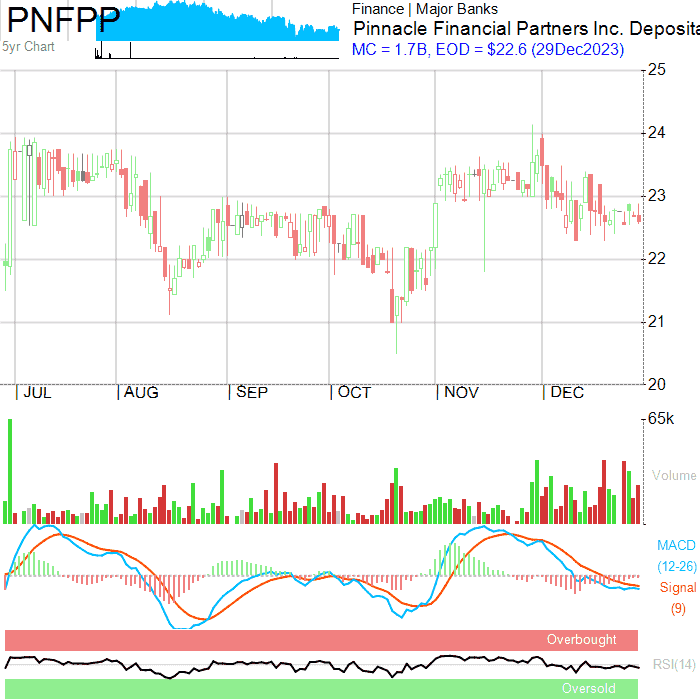 PNFPP
5yr Chart
Finance | Major Banks
Pinnacle Financial Partners Inc. Deposita
MC = 1.7B, EOD = $22.6 (29Dec2023)
25
24
23
22
21
20
| JUL | AUG | SEP | OCT | NOV | DEC
65k
Volume
MACD
(12-26)
Signal
(9)
Overbought
RSI(14)
Oversold